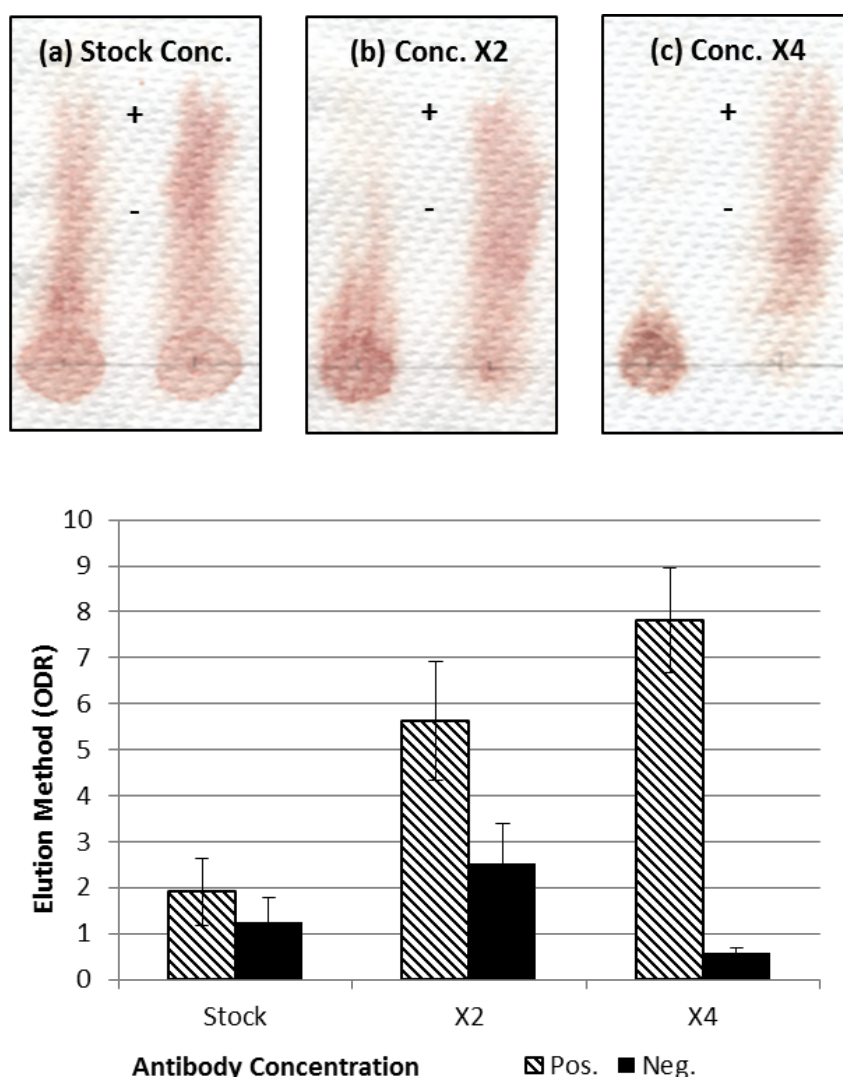 (a) Stock Conc. (b) Conc. X2 (c) Conc. X4
+ + +
- - -
10
9
8
7
6
5
4
3
2
1
0
Elution Method (ODR)
Stock X2 X4
Antibody Concentration Pos. Neg.